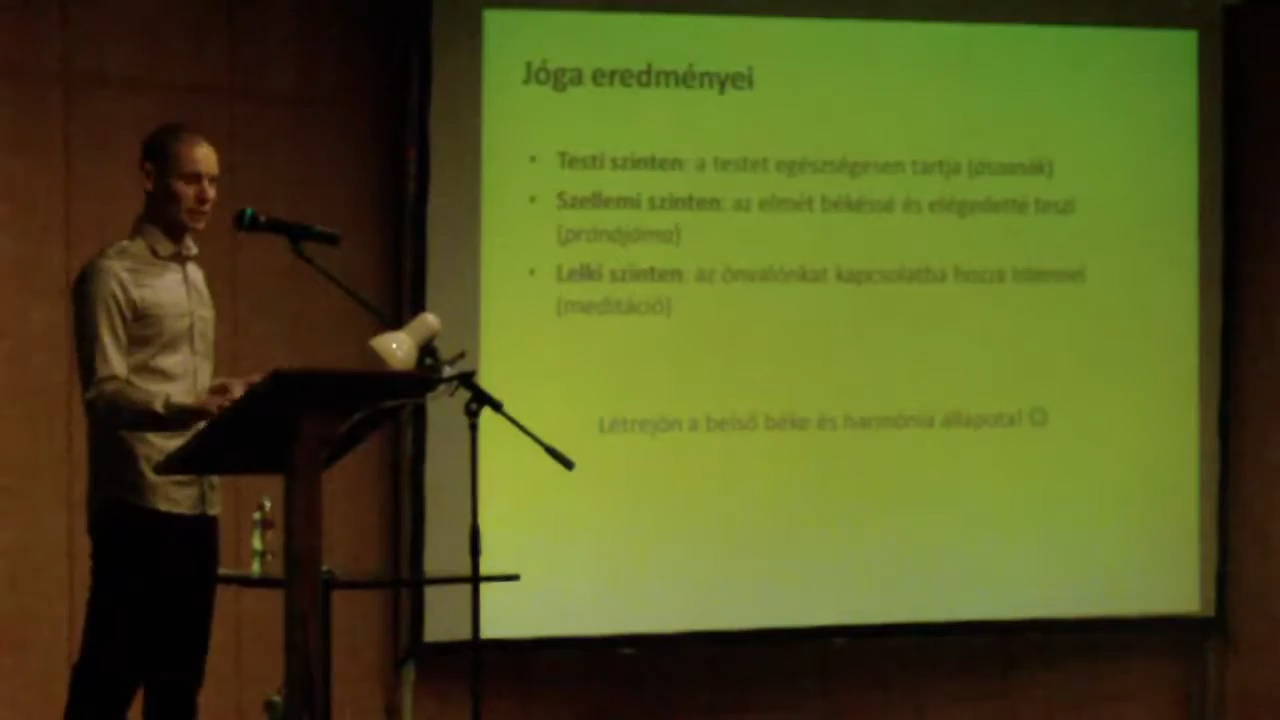 Jóga eredményei
• Testi szinten: a testet egészségesen tartja (ászanák)
• Szellemi szinten: az elmét békéssé és elégedetté teszi
(pránájáma)
• Lelki szinten: az önvalónkat kapcsolatba hozza Istennel
(meditáció)
Létrejön a belső béke és harmónia állapota! ☺